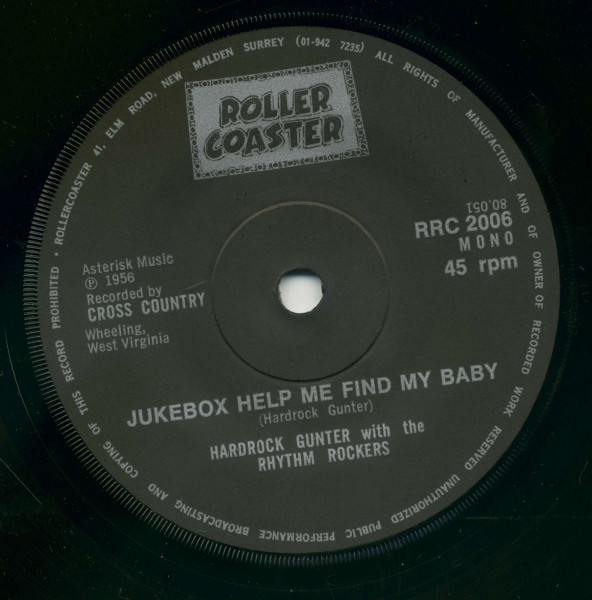 ROLLERCOASTER 41, ELM ROAD, NEW MALDEN SURREY (01-942 7235) / ALL RIGHTS OF MANUFACTURER AND OF OWNER OF RECORDED WORK RESERVED UNAUTHORIZED PUBLIC PERFORMANCE BROADCASTING AND COPYING OF THIS RECORD PROHIBITED •
ROLLER
COASTER
80.051
RRC 2006
MONO
45 rpm
Asterisk Music
Ⓟ 1956
Recorded by
CROSS COUNTRY
Wheeling,
West Virginia
JUKEBOX HELP ME FIND MY BABY
(Hardrock Gunter)
HARDROCK GUNTER with the
RHYTHM ROCKERS